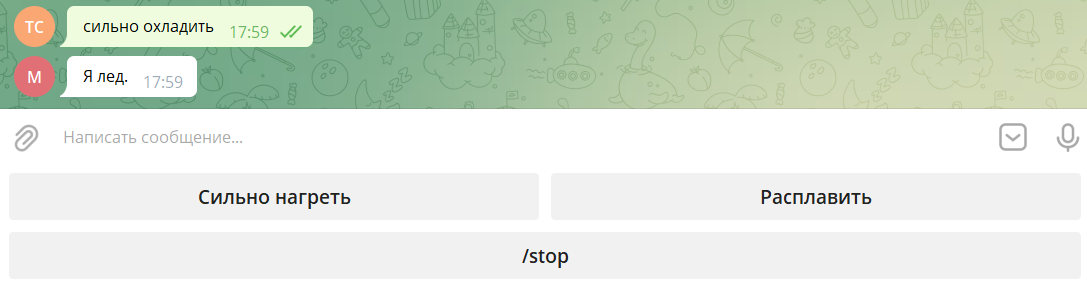 ТС
сильно охладить 17:59
М
Я лед. 17:59
Написать сообщение...
Сильно нагреть
Расплавить
/stop